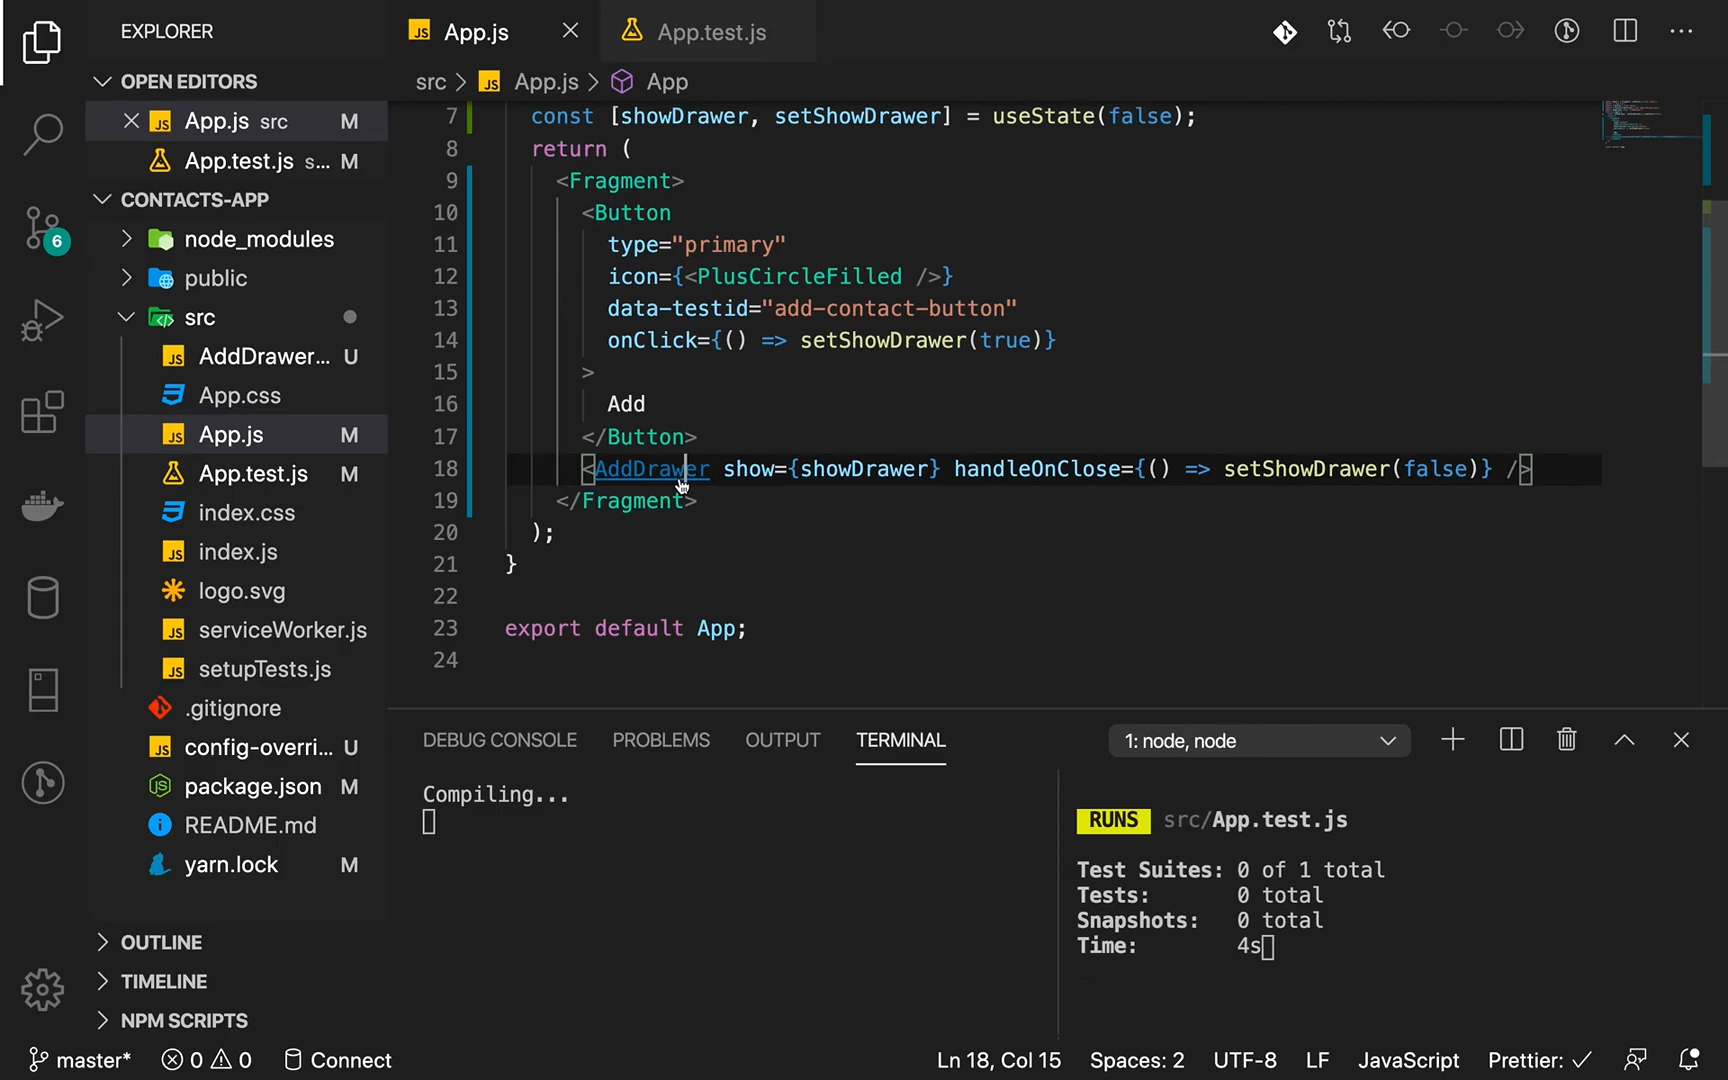 EXPLORER
OPEN EDITORS
App.js src M
App.test.js s... M
CONTACTS-APP
node_modules
public
src
AddDrawer... U
App.css
App.js M
App.test.js M
index.css
index.js
logo.svg
serviceWorker.js
setupTests.js
.gitignore
config-overri... U
package.json M
README.md
yarn.lock M
OUTLINE
TIMELINE
NPM SCRIPTS
6
JS App.js
App.test.js
src > JS App.js > App
7 const [showDrawer, setShowDrawer] = useState(false);
8 return (
9 <Fragment>
10 <Button
11 type="primary"
12 icon={<PlusCircleFilled />}
13 data-testid="add-contact-button"
14 onClick={() => setShowDrawer(true)}
15 >
16 Add
17 </Button>
18 <AddDrawer show={showDrawer} handleOnClose={() => setShowDrawer(false)} />
19 </Fragment>
20 );
21 }
22
23 export default App;
24
DEBUG CONSOLE PROBLEMS OUTPUT TERMINAL 1: node, node
Compiling...
RUNS src/App.test.js
Test Suites: 0 of 1 total
Tests: 0 total
Snapshots: 0 total
Time: 4s
master* 0 0 Connect Ln 18, Col 15 Spaces: 2 UTF-8 LF JavaScript Prettier: ✓